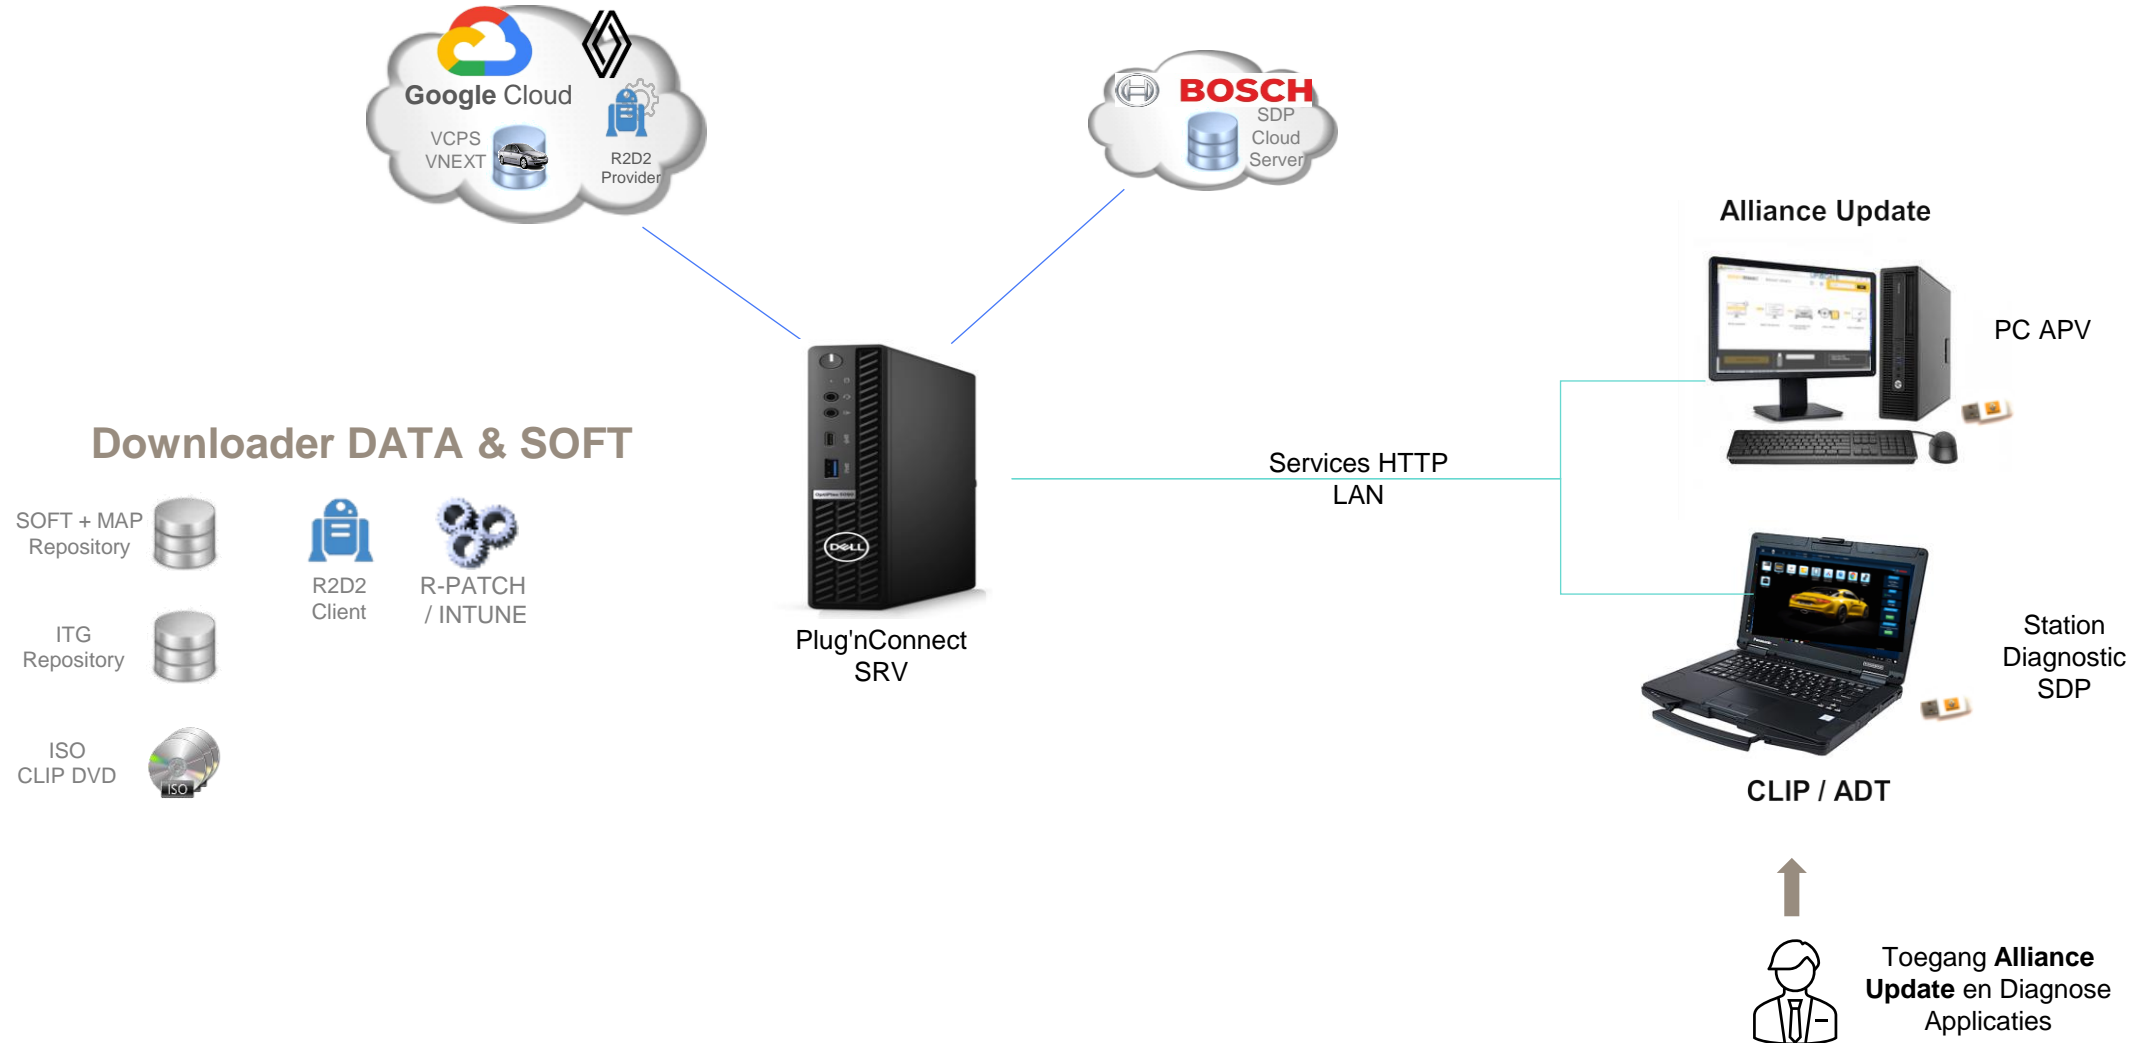 Google Cloud
VCPS
VNEXT
R2D2
Provider
BOSCH
SDP
Cloud
Server
Alliance Update
PC APV
Downloader DATA & SOFT
SOFT + MAP
Repository
R2D2
Client
R-PATCH
/ INTUNE
ITG
Repository
ISO
CLIP DVD
ISO
DELL
Plug'nConnect
SRV
Services HTTP
LAN
Station
Diagnostic
SDP
CLIP / ADT
Toegang Alliance
Update en Diagnose
Applicaties